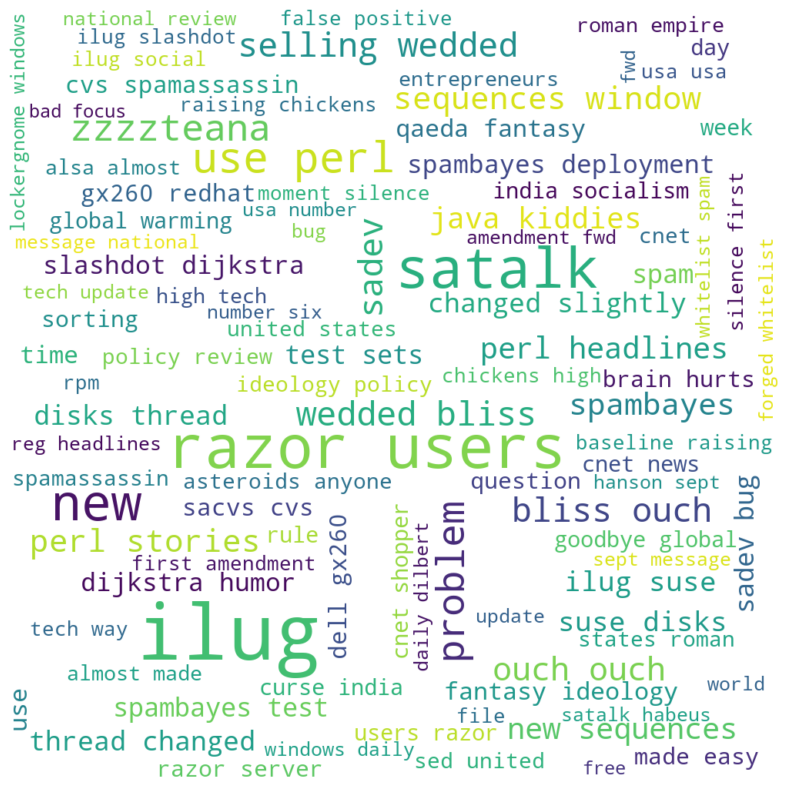 national review
false positive
roman empire
ilug slashdot
selling wedded
day
ilug social
fwd
usa usa
lockergnome windows
cvs spamassassin
entrepreneurs
bad focus
raising chickens
sequences window
zzzzteana
qaeda fantasy
week
alsa almost
use perl
spambayes deployment
gx260 redhat
moment silence
india socialism
whitelist spam
silence first
global warming
usa number
java kiddies
message national
bug
sadev
amendment fwd
cnet
forged whitelist
slashdot dijkstra
satalk
spam
tech update
high tech
changed slightly
sorting
number six
united states
time
policy review
test sets
perl headlines
rpm
ideology policy
chickens high
brain hurts
disks thread
wedded bliss
spambayes
reg headlines
razor users
baseline raising
spamassassin
asteroids anyone
question
cnet news
hanson sept
new
sacvs cvs
bliss ouch
sadev bug
perl stories
rule
dell gx260
cnet shopper
daily dilbert
problem
goodbye global
first amendment
sept message
dijkstra humor
ilug suse
tech way
ilug
update
suse disks
states roman
almost made
ouch ouch
curse india
fantasy ideology
world
use
spambayes test
file
satalk habeus
thread changed
users razor
new sequences
windows daily
sed united
made easy
razor server
free